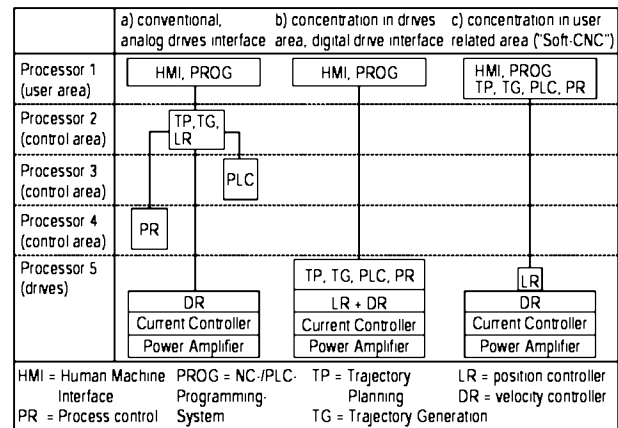 a) conventional, analog drives interface
b) concentration in drives area, digital drive interface
c) concentration in user related area ("Soft-CNC")
Processor 1
(user area)
HMI, PROG
HMI, PROG
HMI, PROG
TP, TG, PLC, PR
Processor 2
(control area)
TP, TG,
LR
Processor 3
(control area)
PLC
Processor 4
(control area)
PR
Processor 5
(drives)
TP, TG, PLC, PR
LR
DR
LR + DR
DR
Current Controller
Current Controller
Current Controller
Power Amplifier
Power Amplifier
Power Amplifier
HMI = Human Machine Interface
PROG = NC-/PLC-Programming-System
TP = Trajectory Planning
LR = position controller
DR = velocity controller
PR = Process control
TG = Trajectory Generation